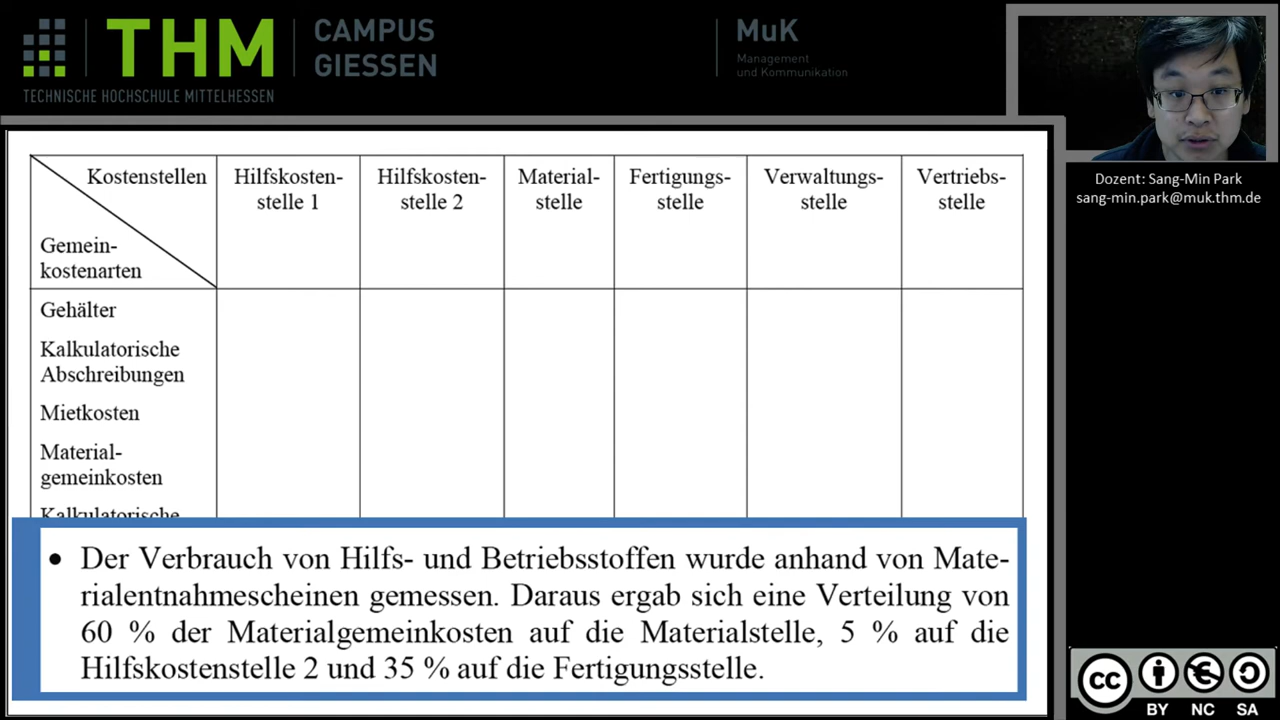 THM
TECHNISCHE HOCHSCHULE MITTELHESSEN
CAMPUS
GIESSEN
MuK
Management
und Kommunikation
Dozent: Sang-Min Park
sang-min.park@muk.thm.de
Kostenstellen
Gemein-
kostenarten
Hilfskosten-
stelle 1
Hilfskosten-
stelle 2
Material-
stelle
Fertigungs-
stelle
Verwaltungs-
stelle
Vertriebs-
stelle
Gehälter
Kalkulatorische
Abschreibungen
Mietkosten
Material-
gemeinkosten
Kalkulatorische
• Der Verbrauch von Hilfs- und Betriebsstoffen wurde anhand von Mate-
rialentnahmescheinen gemessen. Daraus ergab sich eine Verteilung von
60 % der Materialgemeinkosten auf die Materialstelle, 5 % auf die
Hilfskostenstelle 2 und 35 % auf die Fertigungsstelle.
CC
BY NC SA